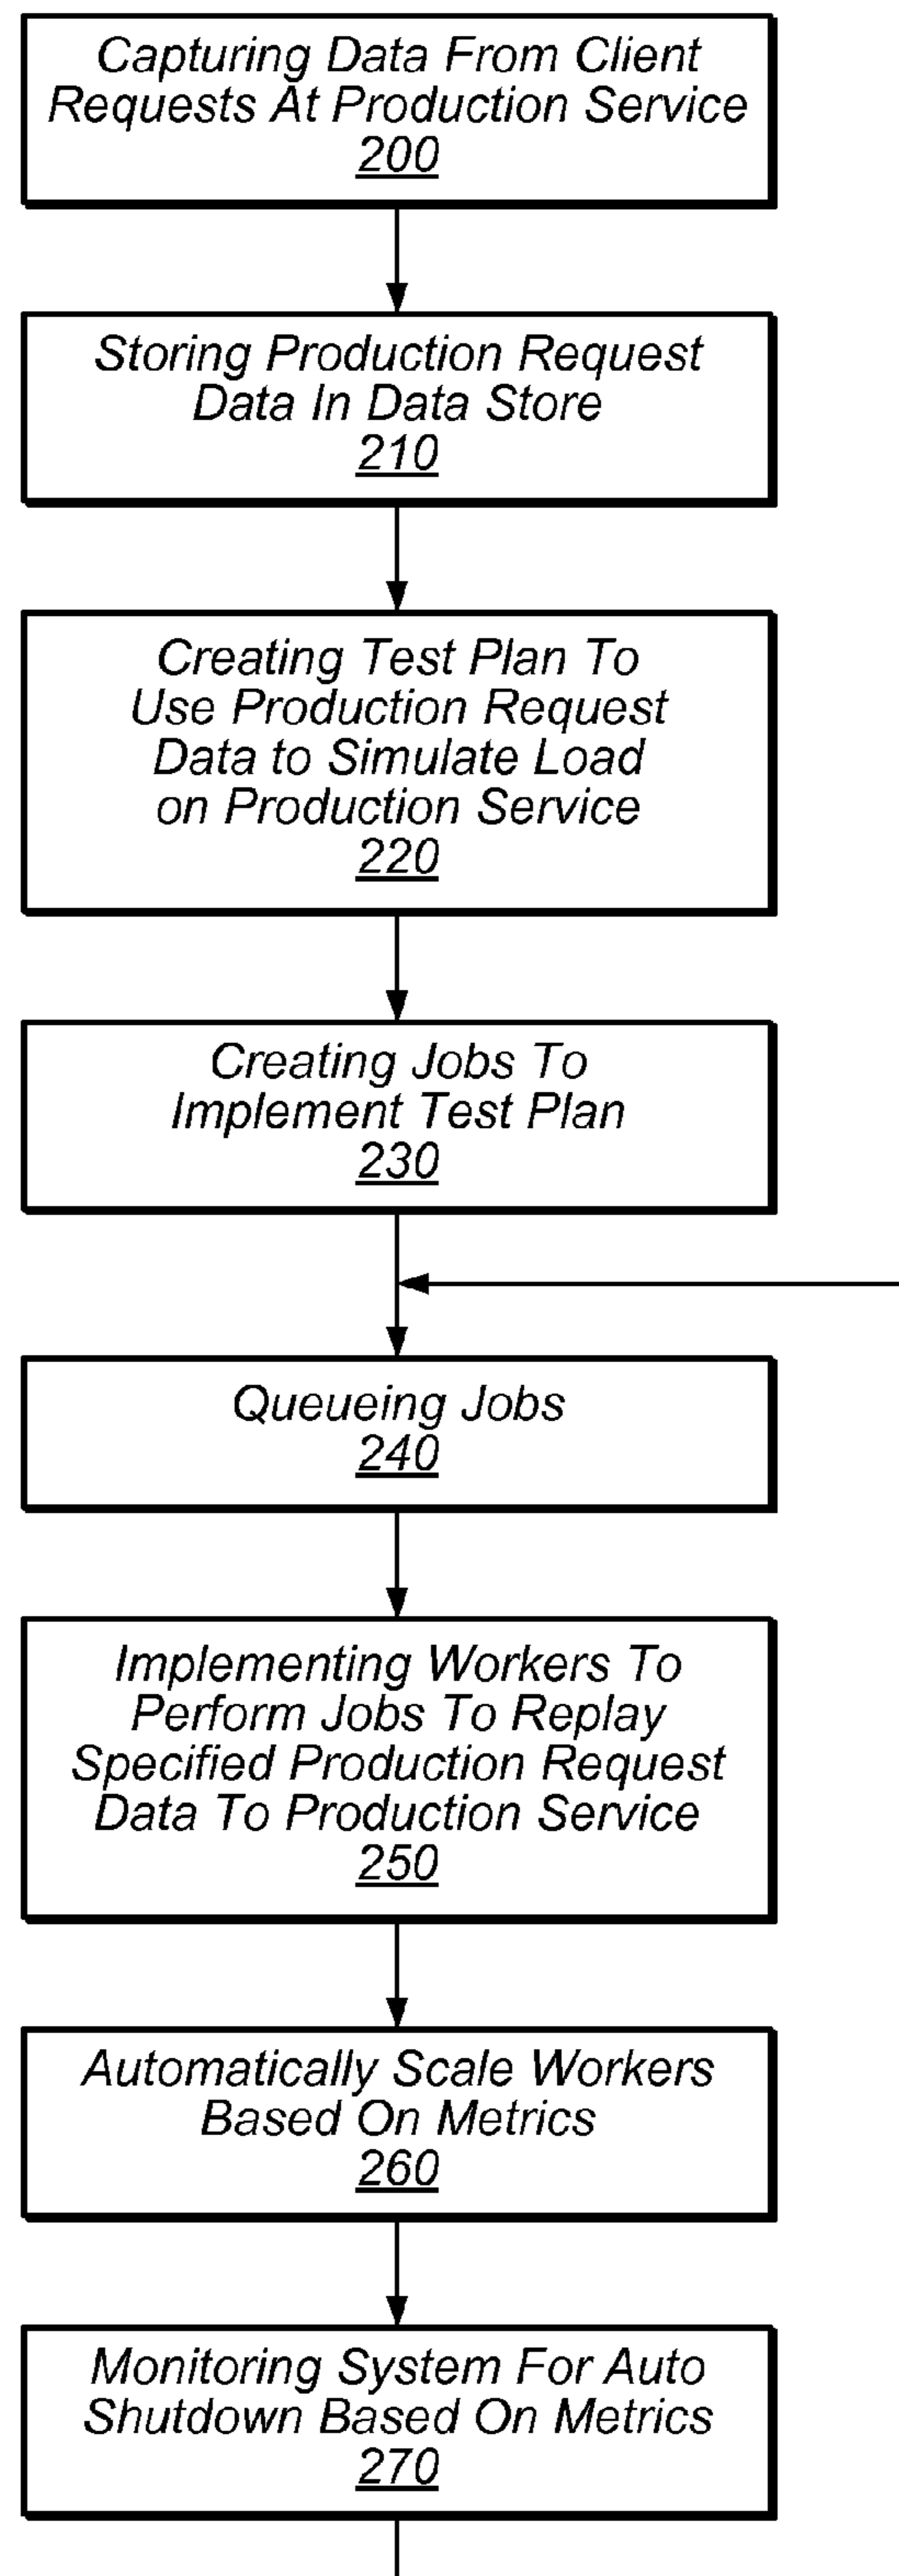 Capturing Data From Client
Requests At Production Service
200
Storing Production Request
Data In Data Store
210
Creating Test Plan To
Use Production Request
Data to Simulate Load
on Production Service
220
Creating Jobs To
Implement Test Plan
230
Queueing Jobs
240
Implementing Workers To
Perform Jobs To Replay
Specified Production Request
Data To Production Service
250
Automatically Scale Workers
Based On Metrics
260
Monitoring System For Auto
Shutdown Based On Metrics
270